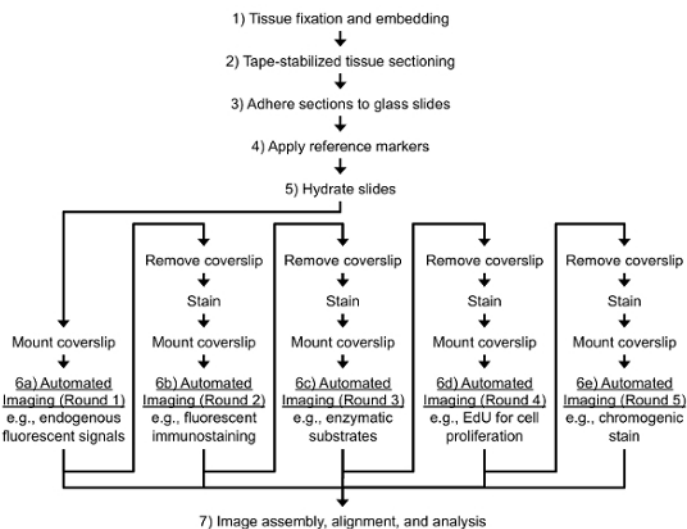 1) Tissue fixation and embedding
2) Tape-stabilized tissue sectioning
3) Adhere sections to glass slides
4) Apply reference markers
5) Hydrate slides
Mount coverslip
6a) Automated
Imaging (Round 1)
e.g., endogenous
fluorescent signals
Remove coverslip
Stain
Mount coverslip
6b) Automated
Imaging (Round 2)
e.g., fluorescent
immunostaining
Remove coverslip
Stain
Mount coverslip
6c) Automated
Imaging (Round 3)
e.g., enzymatic
substrates
Remove coverslip
Stain
Mount coverslip
6d) Automated
Imaging (Round 4)
e.g., EdU for cell
proliferation
Remove coverslip
Stain
Mount coverslip
6e) Automated
Imaging (Round 5)
e.g., chromogenic
stain
7) Image assembly, alignment, and analysis